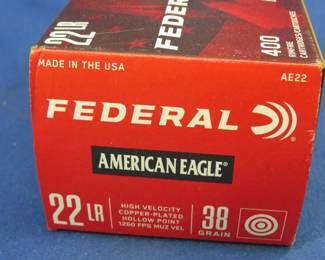 22 LR
FEDERAL
400
RIMFIRE
CARTRIDGES/CARTOUCHES
MADE IN THE USA
AE22
FEDERAL
AMERICAN EAGLE®
22 LR
HIGH VELOCITY
COPPER-PLATED
HOLLOW POINT
1260 FPS MUZ VEL
38
GRAIN